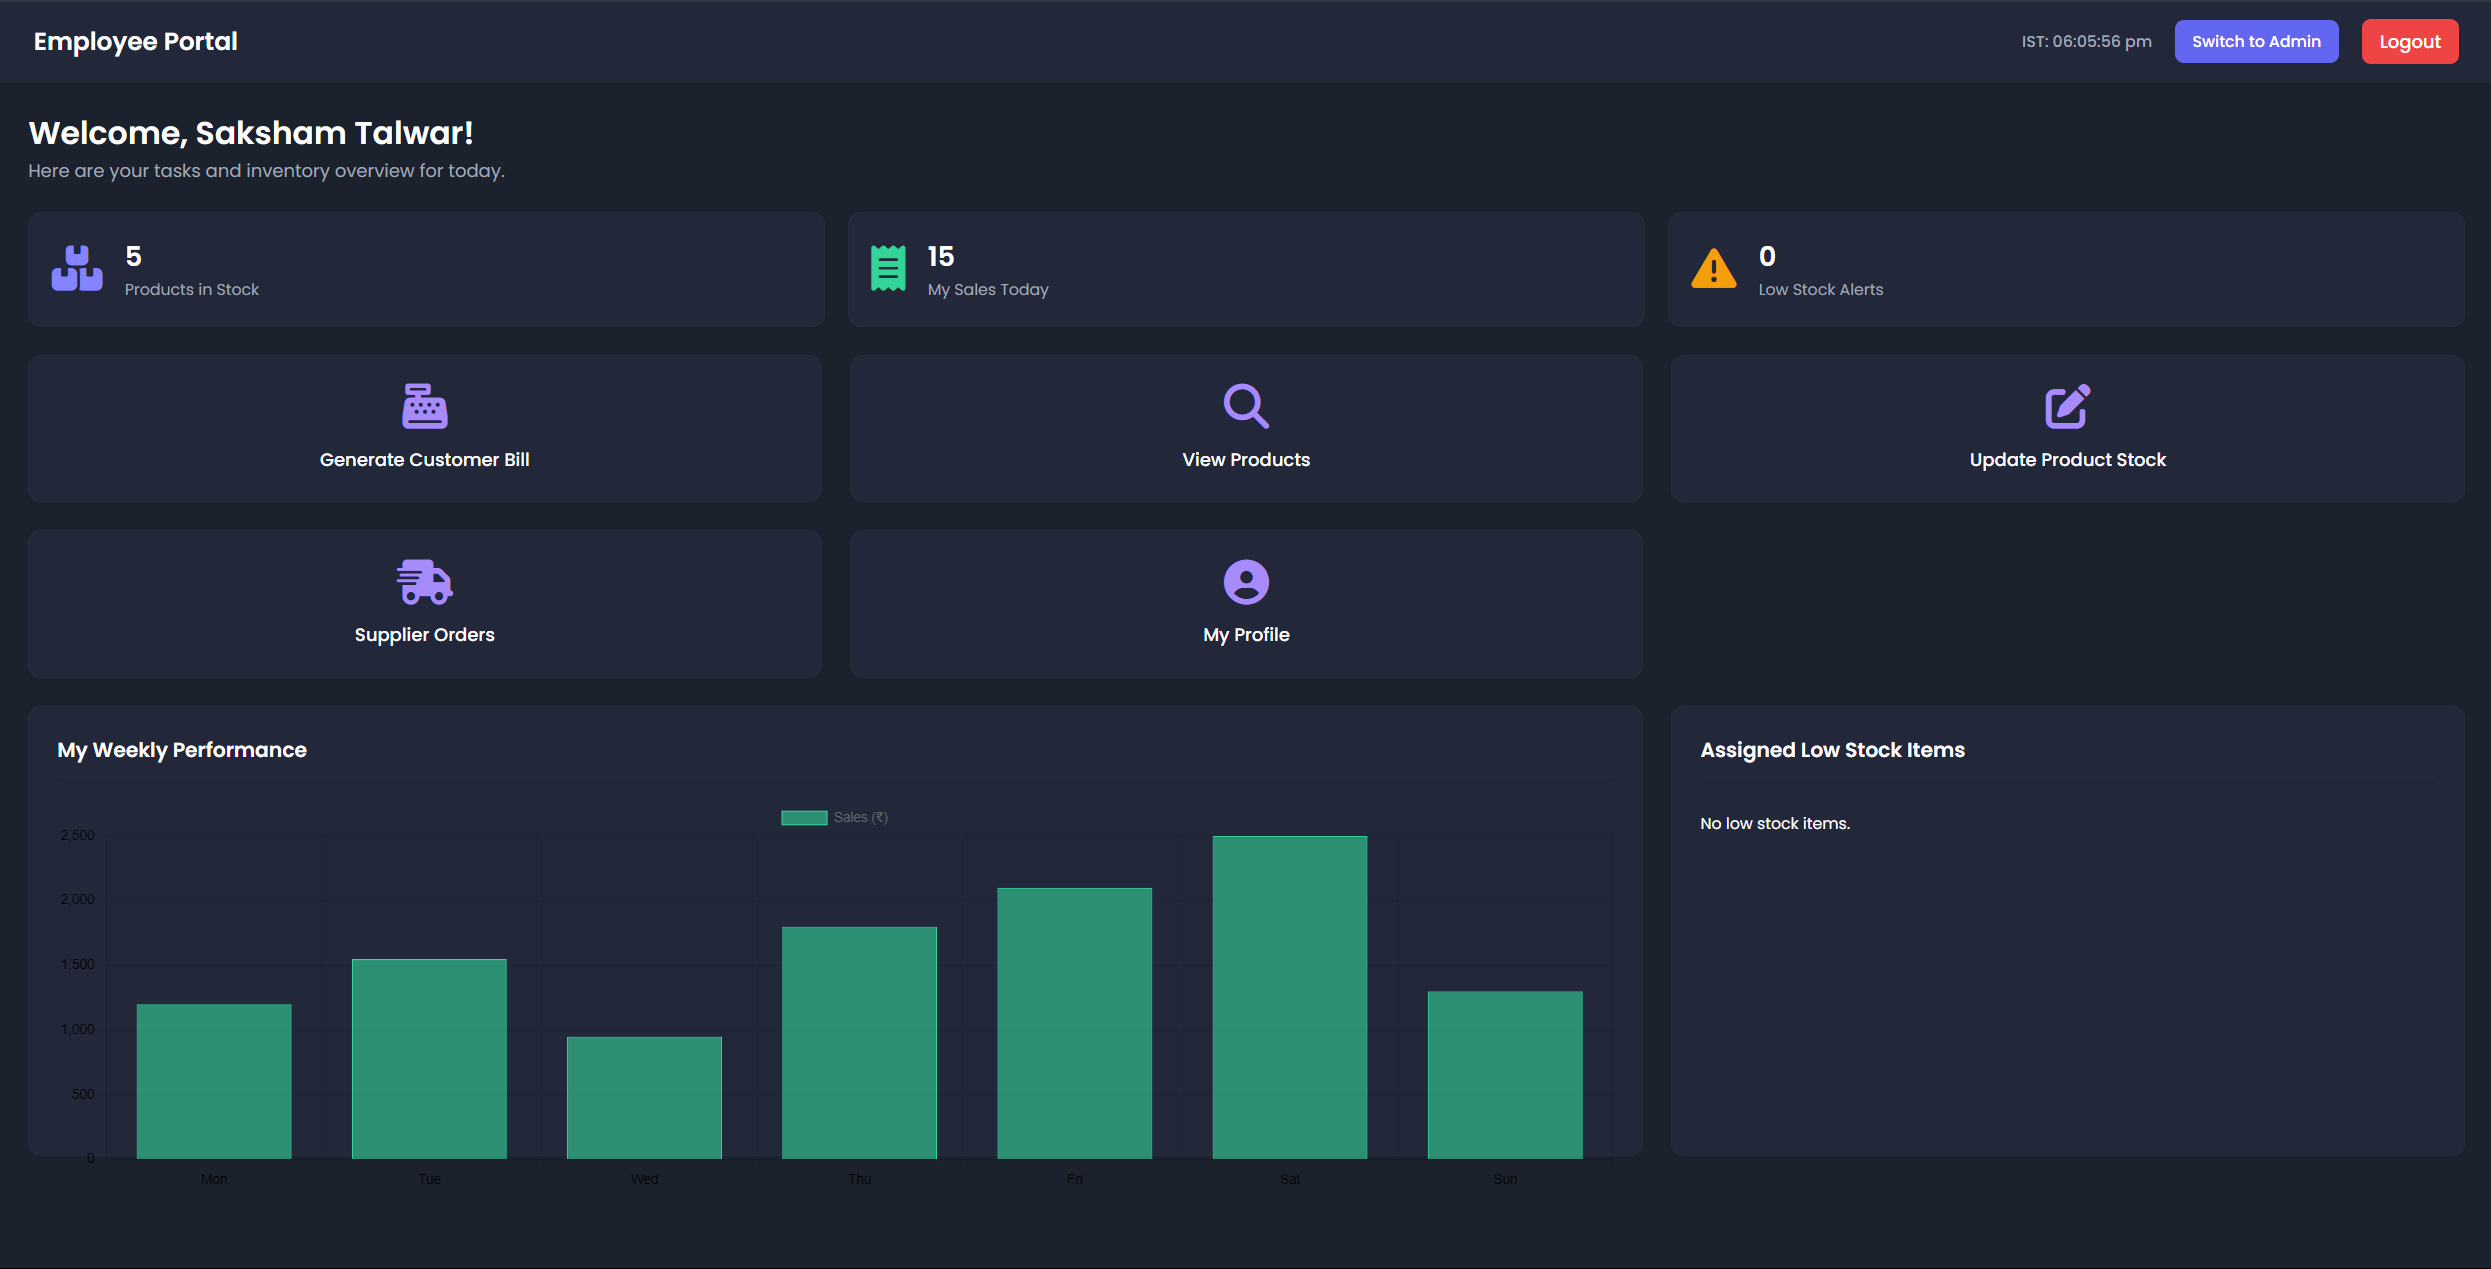 Employee Portal
IST: 06:05:56 pm
Switch to Admin
Logout
Welcome, Saksham Talwar!
Here are your tasks and inventory overview for today.
5
Products in Stock
15
My Sales Today
0
Low Stock Alerts
Generate Customer Bill
View Products
Update Product Stock
Supplier Orders
My Profile
My Weekly Performance
Sales (₹)
2,500
2,000
1,500
1,000
500
0
Mon
Tue
Wed
Thu
Fri
Sat
Sun
Assigned Low Stock Items
No low stock items.